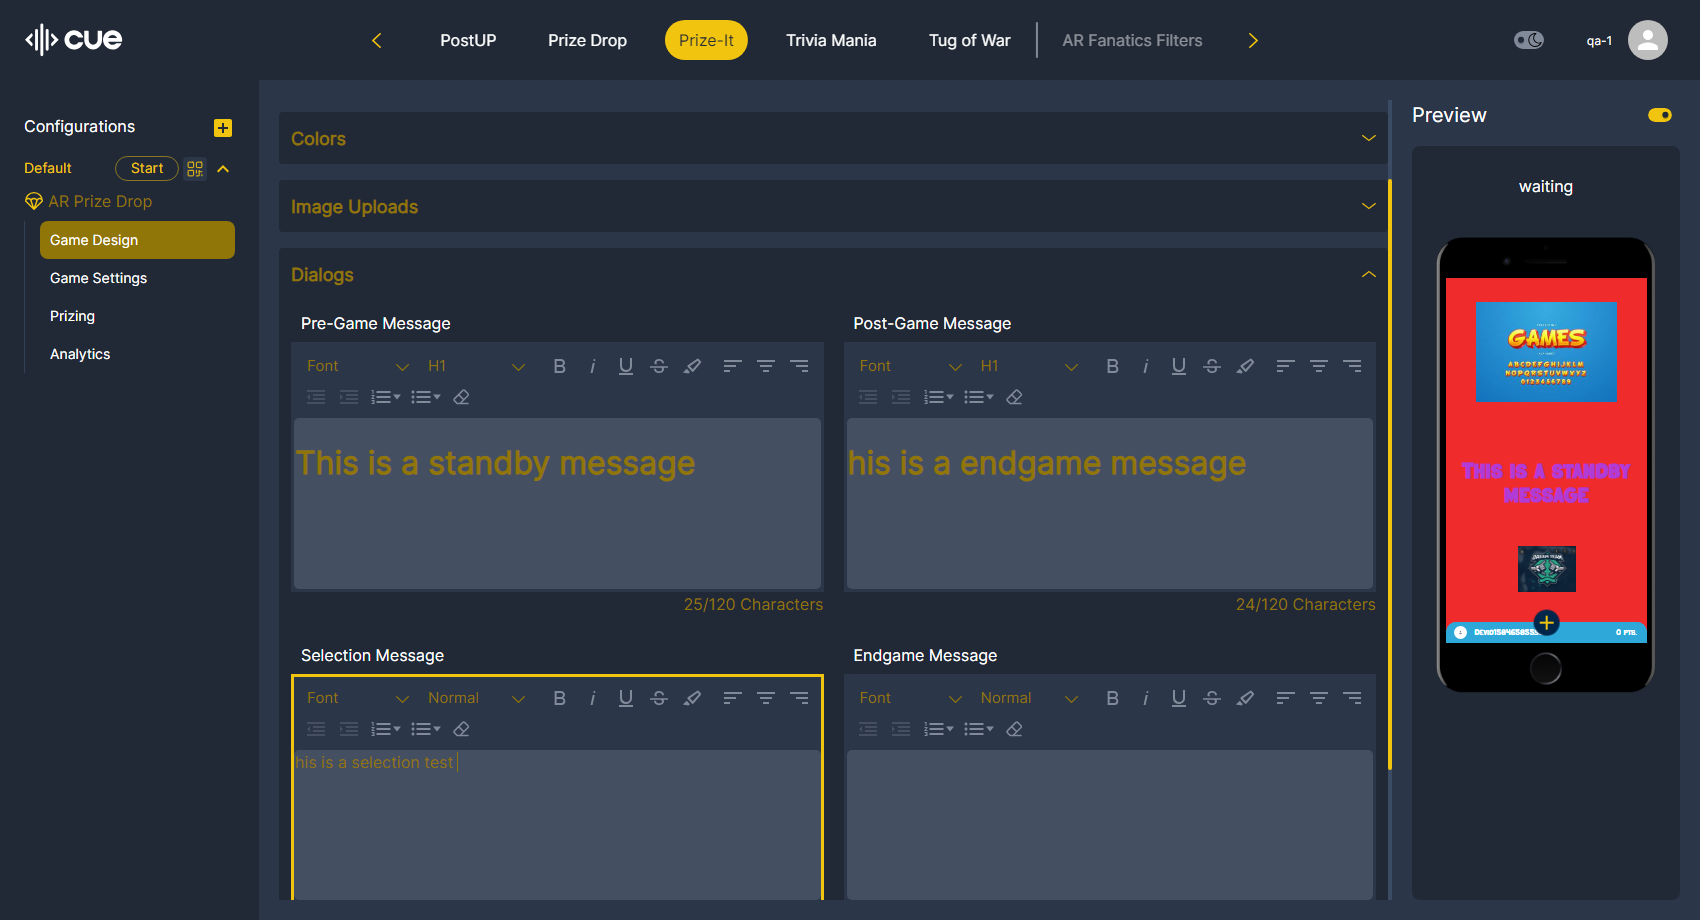 cue
PostUP
Prize Drop
Prize-It
Trivia Mania
Tug of War
AR Fanatics Filters
qa-1
Configurations
Default
Start
AR Prize Drop
Game Design
Game Settings
Prizing
Analytics
Colors
Image Uploads
Dialogs
Pre-Game Message
Font
H1
This is a standby message
25/120 Characters
Post-Game Message
Font
H1
his is a endgame message
24/120 Characters
Selection Message
Font
Normal
his is a selection test
Endgame Message
Font
Normal
Preview
waiting
GAMES
ABCDEFGHIJKLM
NOPQRSTUVWXYZ
0123456789
This is a standby
message
0 pts.